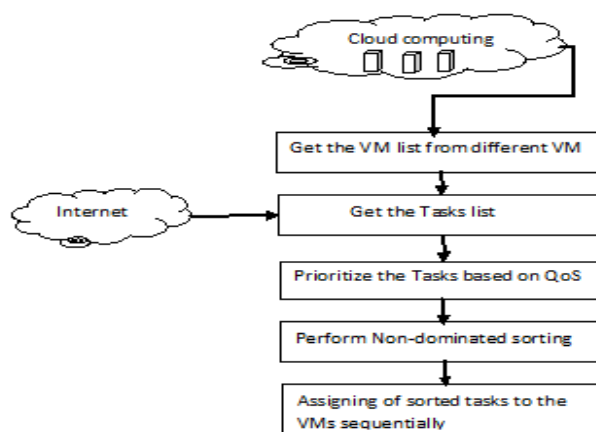 Cloud computing
Get the VM list from different VM
Internet
Get the Tasks list
Prioritize the Tasks based on QoS
Perform Non-dominated sorting
Assigning of sorted tasks to the
VMs sequentially